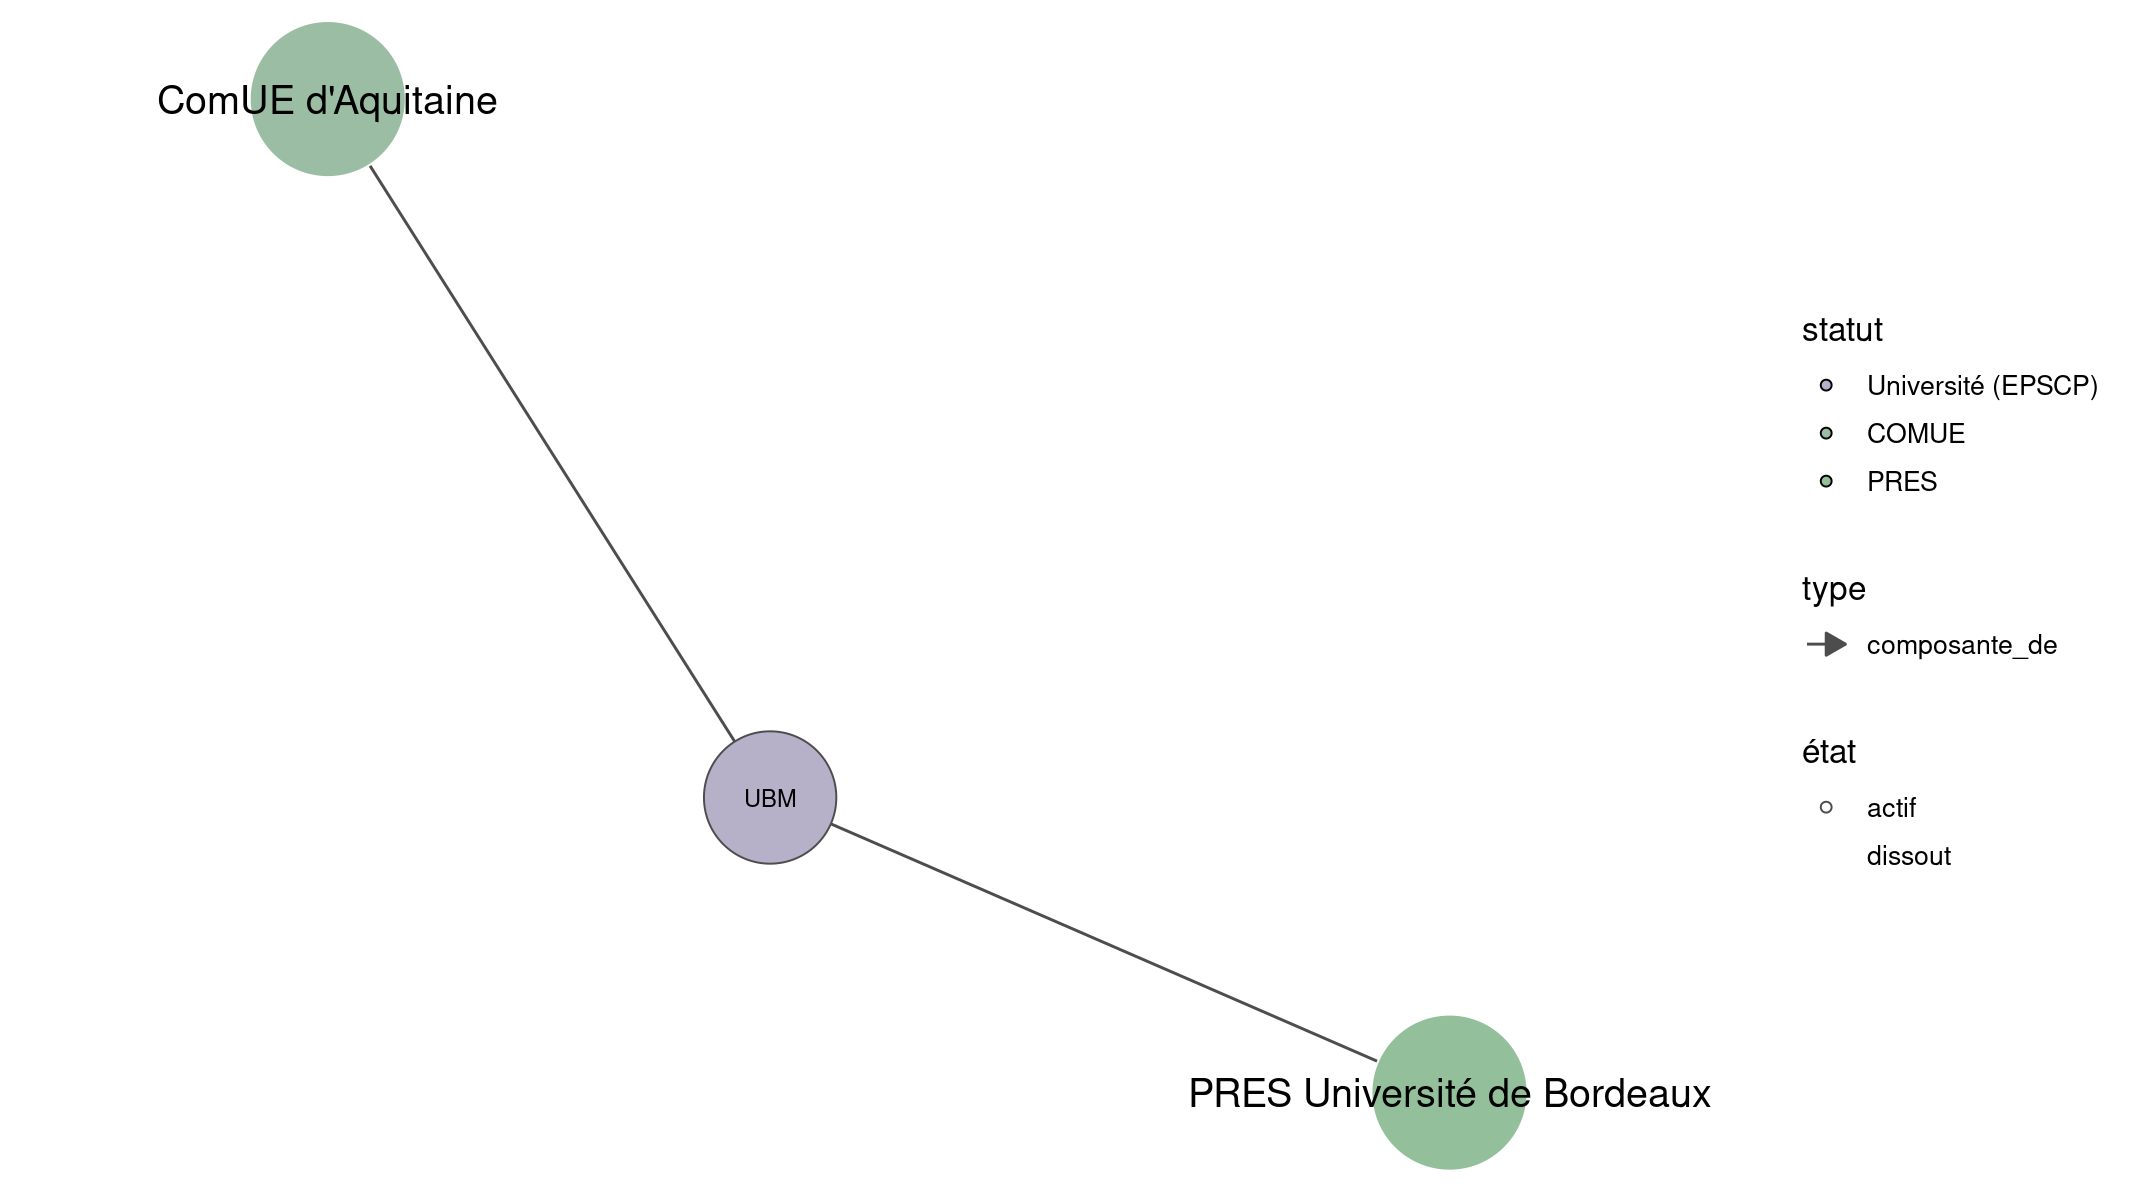 ComUE d'Aquitaine
UBM
PRES Université de Bordeaux
statut
Université (EPSCP)
COMUE
PRES
type
composante_de
état
actif
dissout